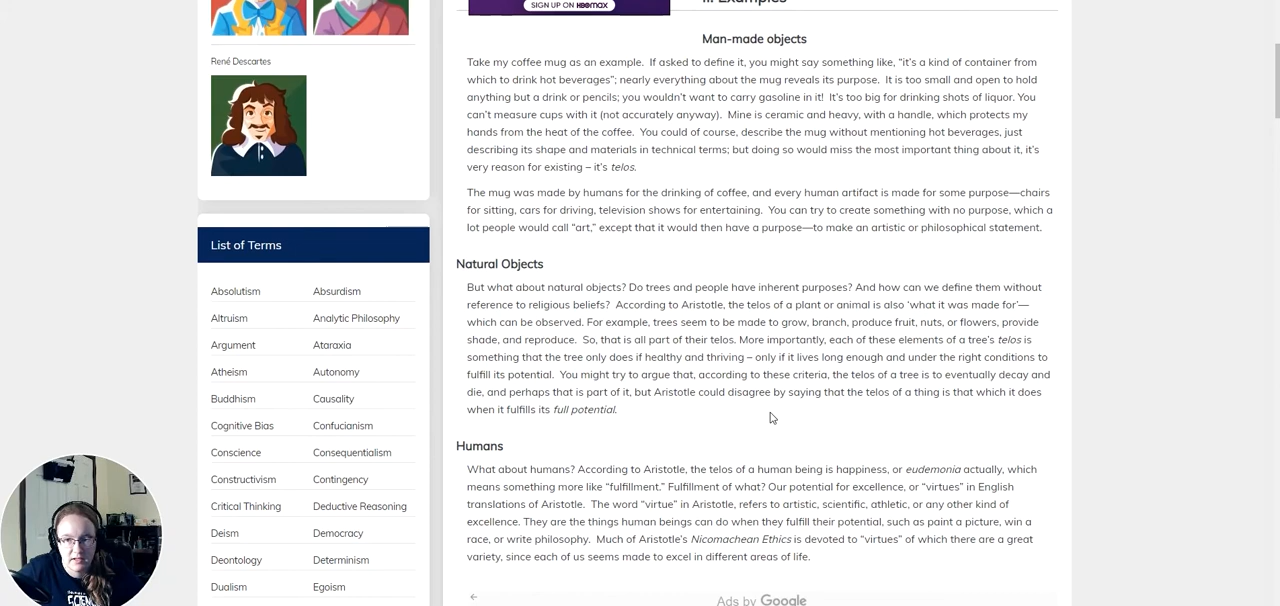 SIGN UP ON HBOMAX
II. Examples
René Descartes
List of Terms
Absolutism Absurdism
Altruism Analytic Philosophy
Argument Ataraxia
Atheism Autonomy
Buddhism Causality
Cognitive Bias Confucianism
Conscience Consequentialism
Constructivism Contingency
Critical Thinking Deductive Reasoning
Deism Democracy
Deontology Determinism
Dualism Egoism
Man-made objects
Take my coffee mug as an example. If asked to define it, you might say something like, “it’s a kind of container from
which to drink hot beverages”; nearly everything about the mug reveals its purpose. It is too small and open to hold
anything but a drink or pencils; you wouldn’t want to carry gasoline in it! It’s too big for drinking shots of liquor. You
can’t measure cups with it (not accurately anyway). Mine is ceramic and heavy, with a handle, which protects my
hands from the heat of the coffee. You could of course, describe the mug without mentioning hot beverages, just
describing its shape and materials in technical terms; but doing so would miss the most important thing about it, it’s
very reason for existing – it’s telos.
The mug was made by humans for the drinking of coffee, and every human artifact is made for some purpose—chairs
for sitting, cars for driving, television shows for entertaining. You can try to create something with no purpose, which a
lot people would call “art,” except that it would then have a purpose—to make an artistic or philosophical statement.
Natural Objects
But what about natural objects? Do trees and people have inherent purposes? And how can we define them without
reference to religious beliefs? According to Aristotle, the telos of a plant or animal is also ‘what it was made for’—
which can be observed. For example, trees seem to be made to grow, branch, produce fruit, nuts, or flowers, provide
shade, and reproduce. So, that is all part of their telos. More importantly, each of these elements of a tree’s telos is
something that the tree only does if healthy and thriving – only if it lives long enough and under the right conditions to
fulfill its potential. You might try to argue that, according to these criteria, the telos of a tree is to eventually decay and
die, and perhaps that is part of it, but Aristotle could disagree by saying that the telos of a thing is that which it does
when it fulfills its full potential.
Humans
What about humans? According to Aristotle, the telos of a human being is happiness, or eudemonia actually, which
means something more like “fulfillment.” Fulfillment of what? Our potential for excellence, or “virtues” in English
translations of Aristotle. The word “virtue” in Aristotle, refers to artistic, scientific, athletic, or any other kind of
excellence. They are the things human beings can do when they fulfill their potential, such as paint a picture, win a
race, or write philosophy. Much of Aristotle’s Nicomachean Ethics is devoted to “virtues” of which there are a great
variety, since each of us seems made to excel in different areas of life.
Ads by Google